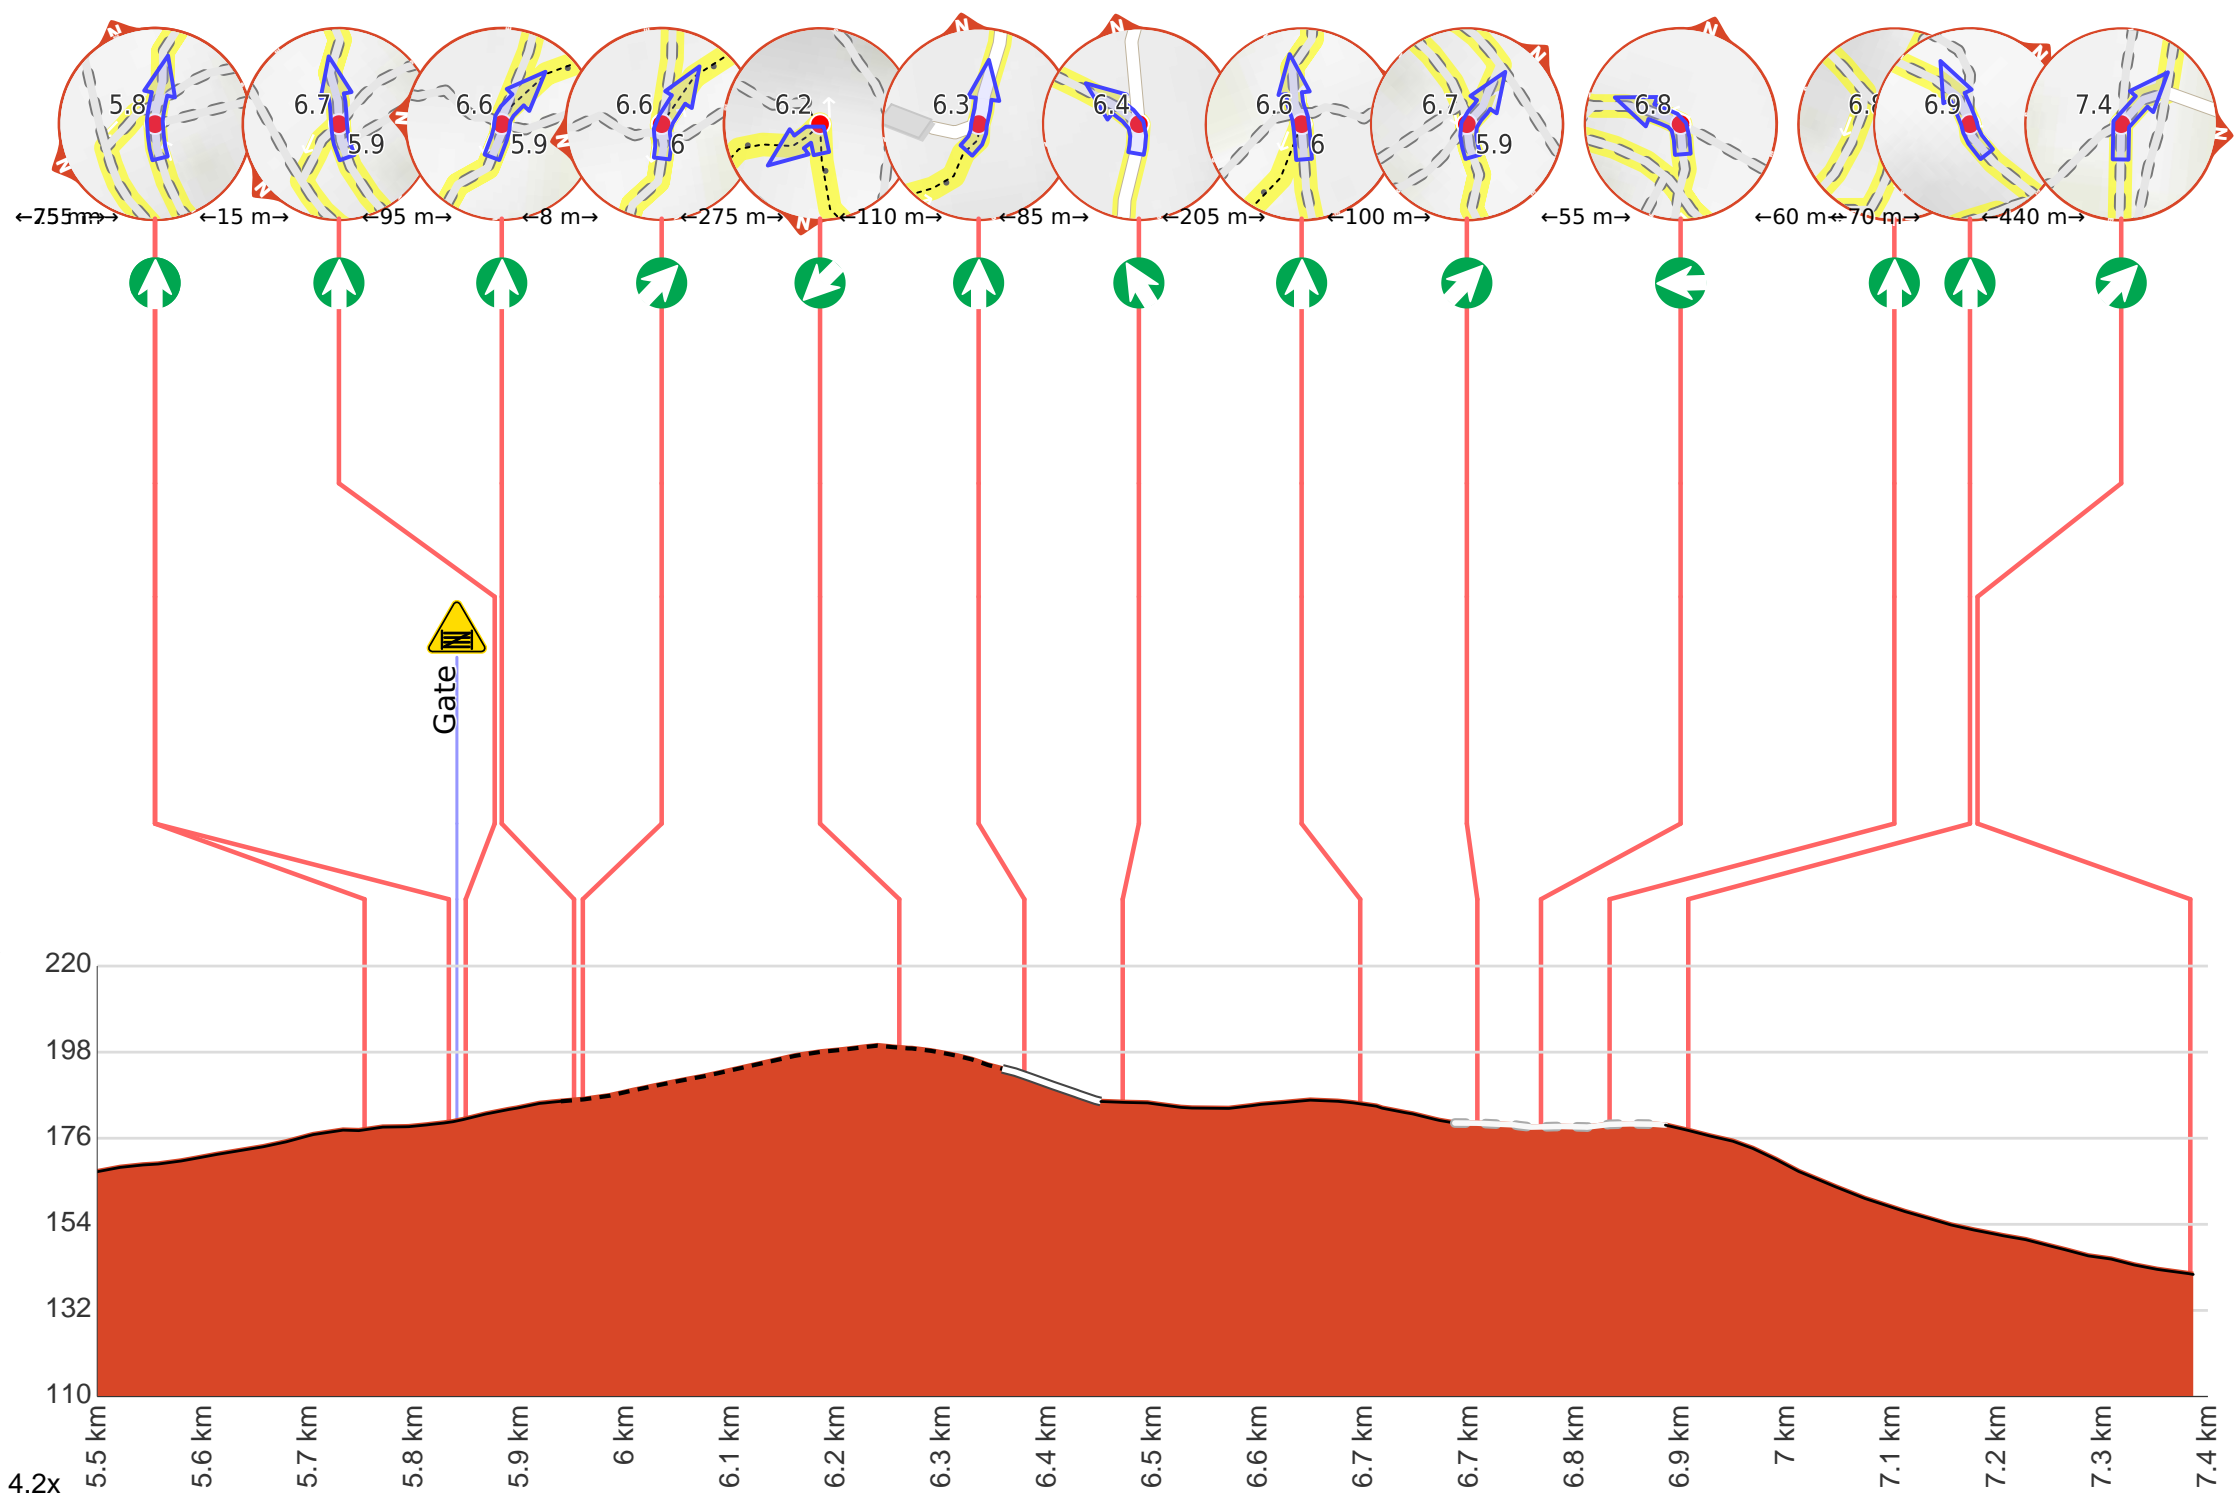 N N N N N N N N N N N N
5.8 6.7 6.6 6.6 6.2 6.3 6.4 6.6 6.7 6.8 6.9 7.4
5.9 5.9 6 6 5.9
←15 m→ ←95 m→ ←8 m→ ←275 m→ ←110 m→ ←85 m→ ←205 m→ ←100 m→ ←55 m→ ←60 m→ ←70 m→ ←440 m→
Gate
220
198
176
154
132
110
5.5 km 5.6 km 5.7 km 5.8 km 5.9 km 6 6.1 km 6.2 km 6.3 km 6.4 km 6.5 km 6.6 km 6.7 km 6.7 km 6.8 km 6.9 km 7 7.1 km 7.2 km 7.3 km 7.4 km
4.2x